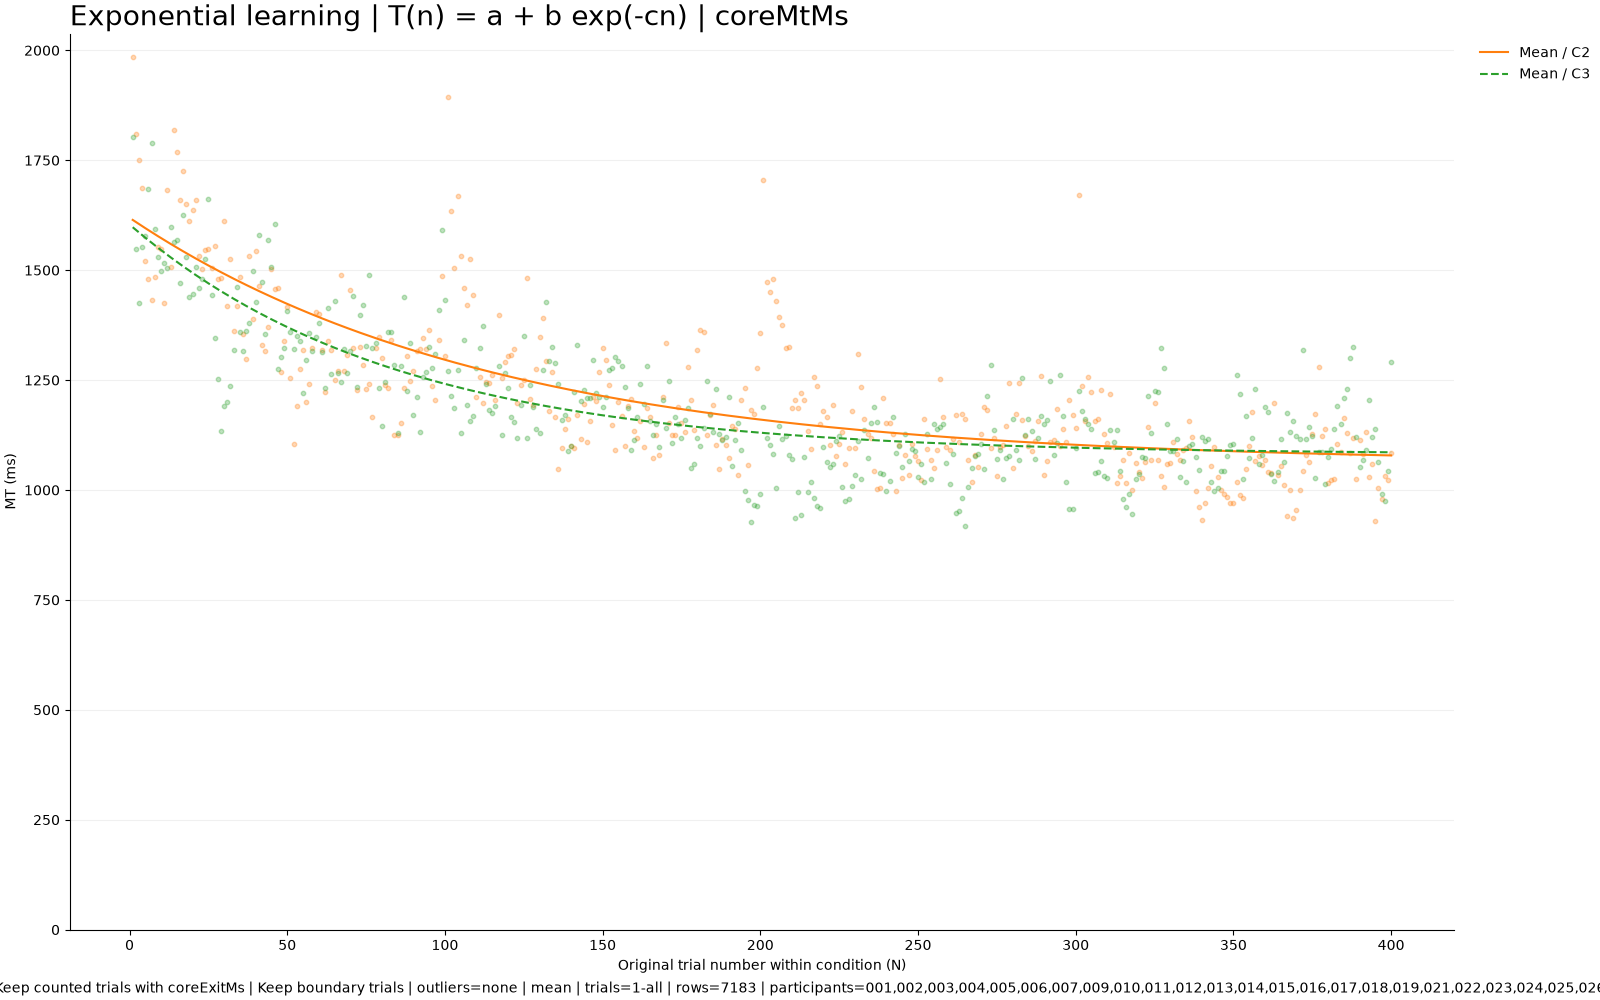 Exponential learning | T(n) = a + b exp(-cn) | coreMtMs
Mean / C2
Mean / C3
2000
1750
1500
1250
1000
750
500
250
0
MT (ms)
0 50 100 150 200 250 300 350 400
Original trial number within condition (N)
Keep counted trials with coreExitMs | Keep boundary trials | outliers=none | mean | trials=1-all | rows=7183 | participants=001,002,003,004,005,006,007,009,010,011,012,013,014,015,016,017,018,019,021,022,023,024,025,026